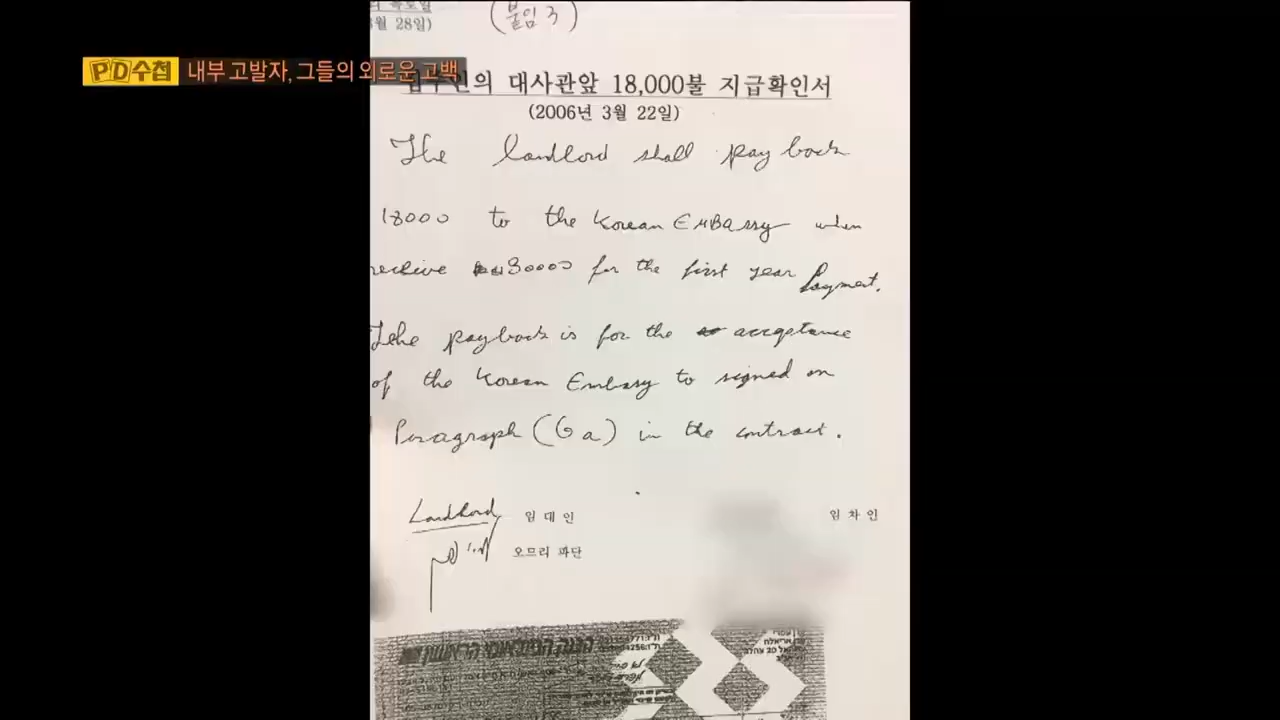 3월 28일)
(붙임 3)
PD수첩 내부 고발자, 그들의 외로운 고백
의 대사관앞 18,000불 지급확인서
(2006년 3월 22일)
The landlord shall pay back
18000 to the Korean EMBAssy when
receive 30000 for the first year Payment.
The payback is for the acceptance
of the Korean Embassy to signed on
Paragraph (6a) in the contract.
Landlord 임 대 인 임 차 인
오므리 파단